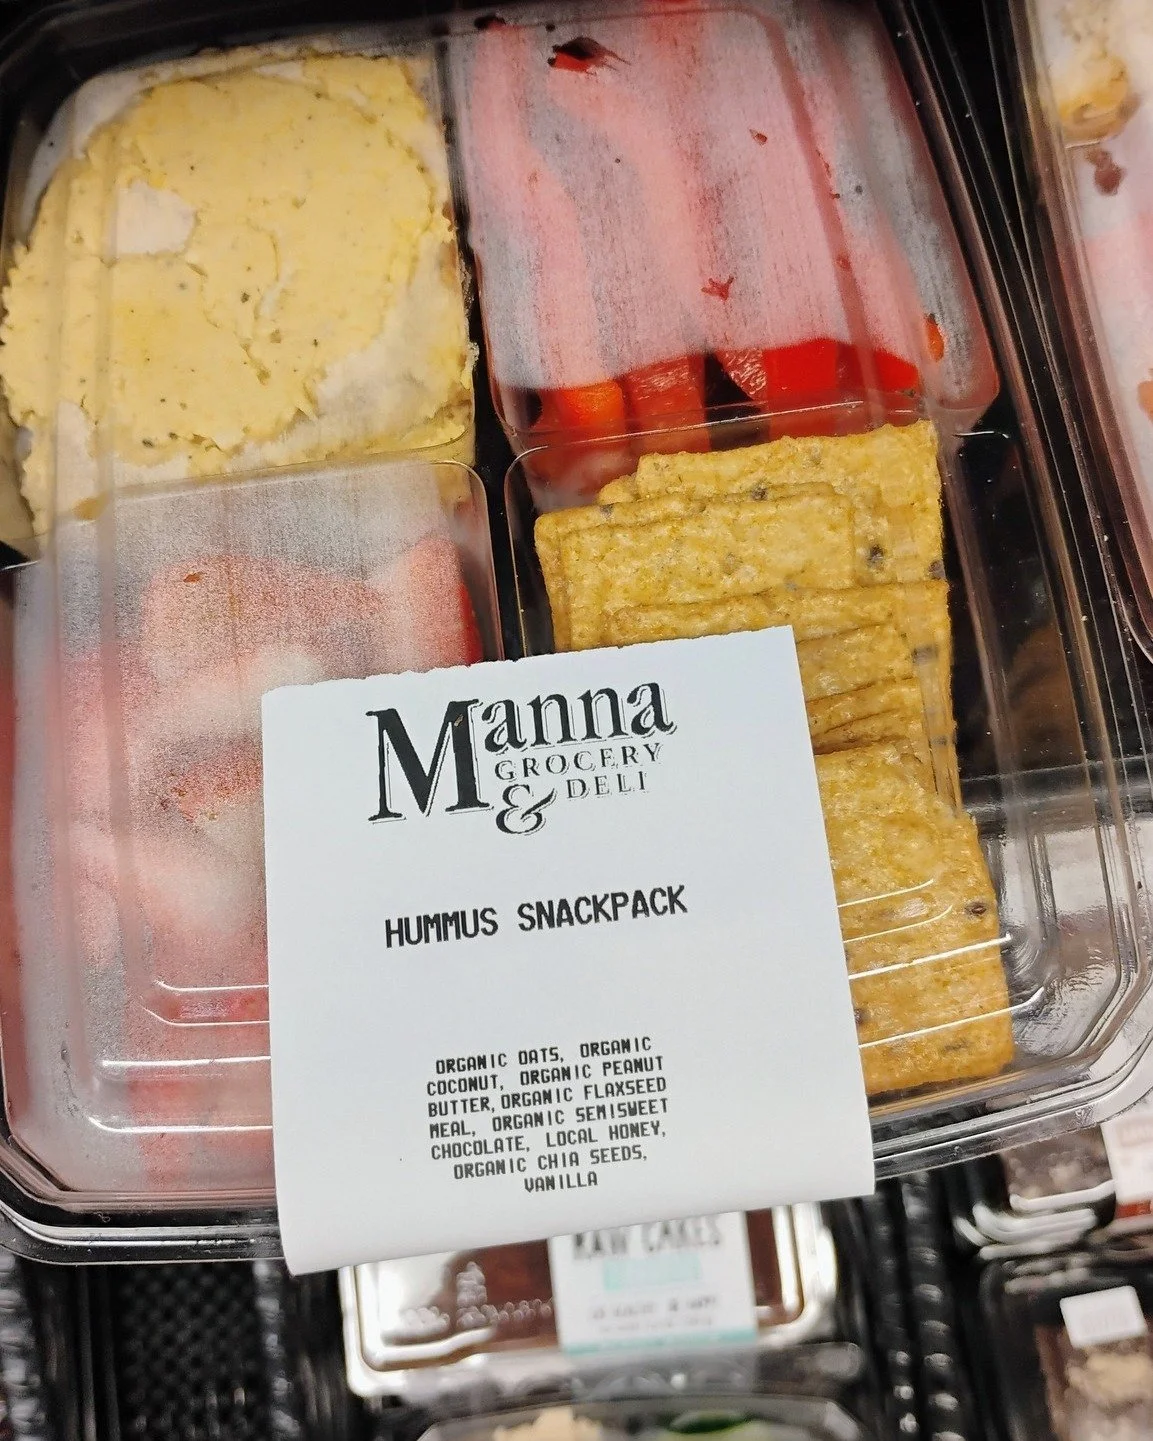 Manna
GROCERY
& DELI
HUMMUS SNACKPACK
ORGANIC OATS, ORGANIC
COCONUT, ORGANIC PEANUT
BUTTER, ORGANIC FLAXSEED
MEAL, ORGANIC SEMISWEET
CHOCOLATE, LOCAL HONEY,
ORGANIC CHIA SEEDS,
VANILLA
RAW CAKES